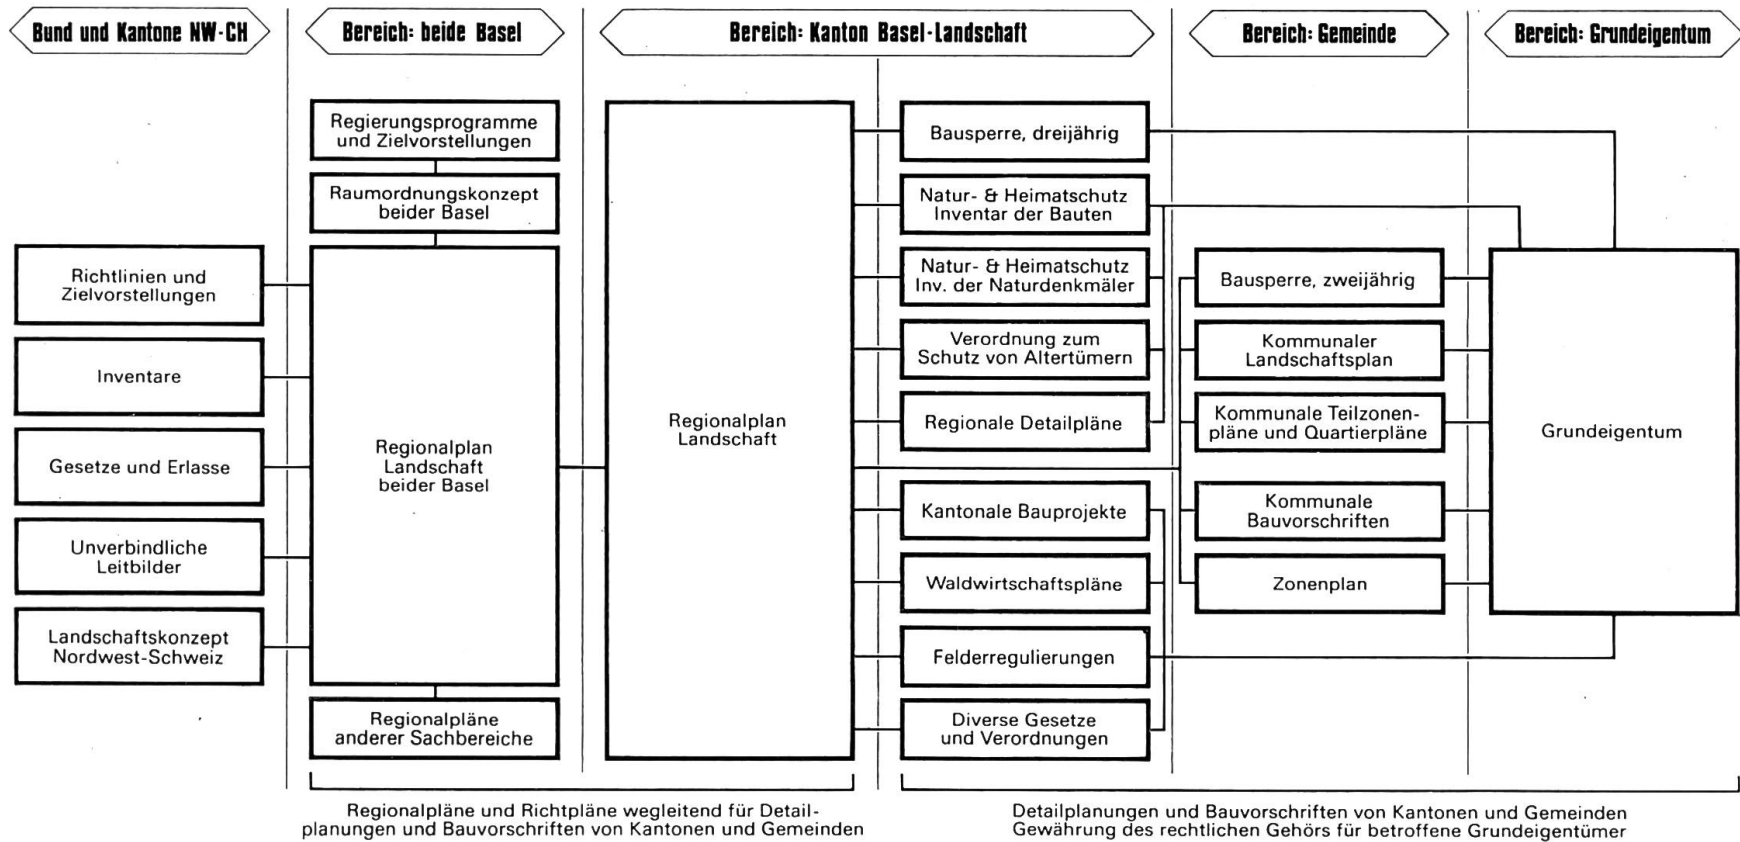 Bund und Kantone NW-CH
Bereich: beide Basel
Bereich: Kanton Basel-Landschaft
Bereich: Gemeinde
Bereich: Grundeigentum
Richtlinien und
Zielvorstellungen
Inventare
Gesetze und Erlasse
Unverbindliche
Leitbilder
Landschaftskonzept
Nordwest-Schweiz
Regierungsprogramme
und Zielvorstellungen
Raumordnungskonzept
beider Basel
Regionalplan
Landschaft
beider Basel
Regionalpläne
anderer Sachbereiche
Regionalplan
Landschaft
Bausperre, dreijährig
Natur- & Heimatschutz
Inventar der Bauten
Natur- & Heimatschutz
Inv. der Naturdenkmäler
Verordnung zum
Schutz von Altertümern
Regionale Detailpläne
Kantonale Bauprojekte
Waldwirtschaftspläne
Felderregulierungen
Diverse Gesetze
und Verordnungen
Bausperre, zweijährig
Kommunaler
Landschaftsplan
Kommunale Teilzonen-
pläne und Quartierpläne
Kommunale
Bauvorschriften
Zonenplan
Grundeigentum
Regionalpläne und Richtpläne wegleitend für Detail-
planungen und Bauvorschriften von Kantonen und Gemeinden
Detailplanungen und Bauvorschriften von Kantonen und Gemeinden
Gewährung des rechtlichen Gehörs für betroffene Grundeigentümer